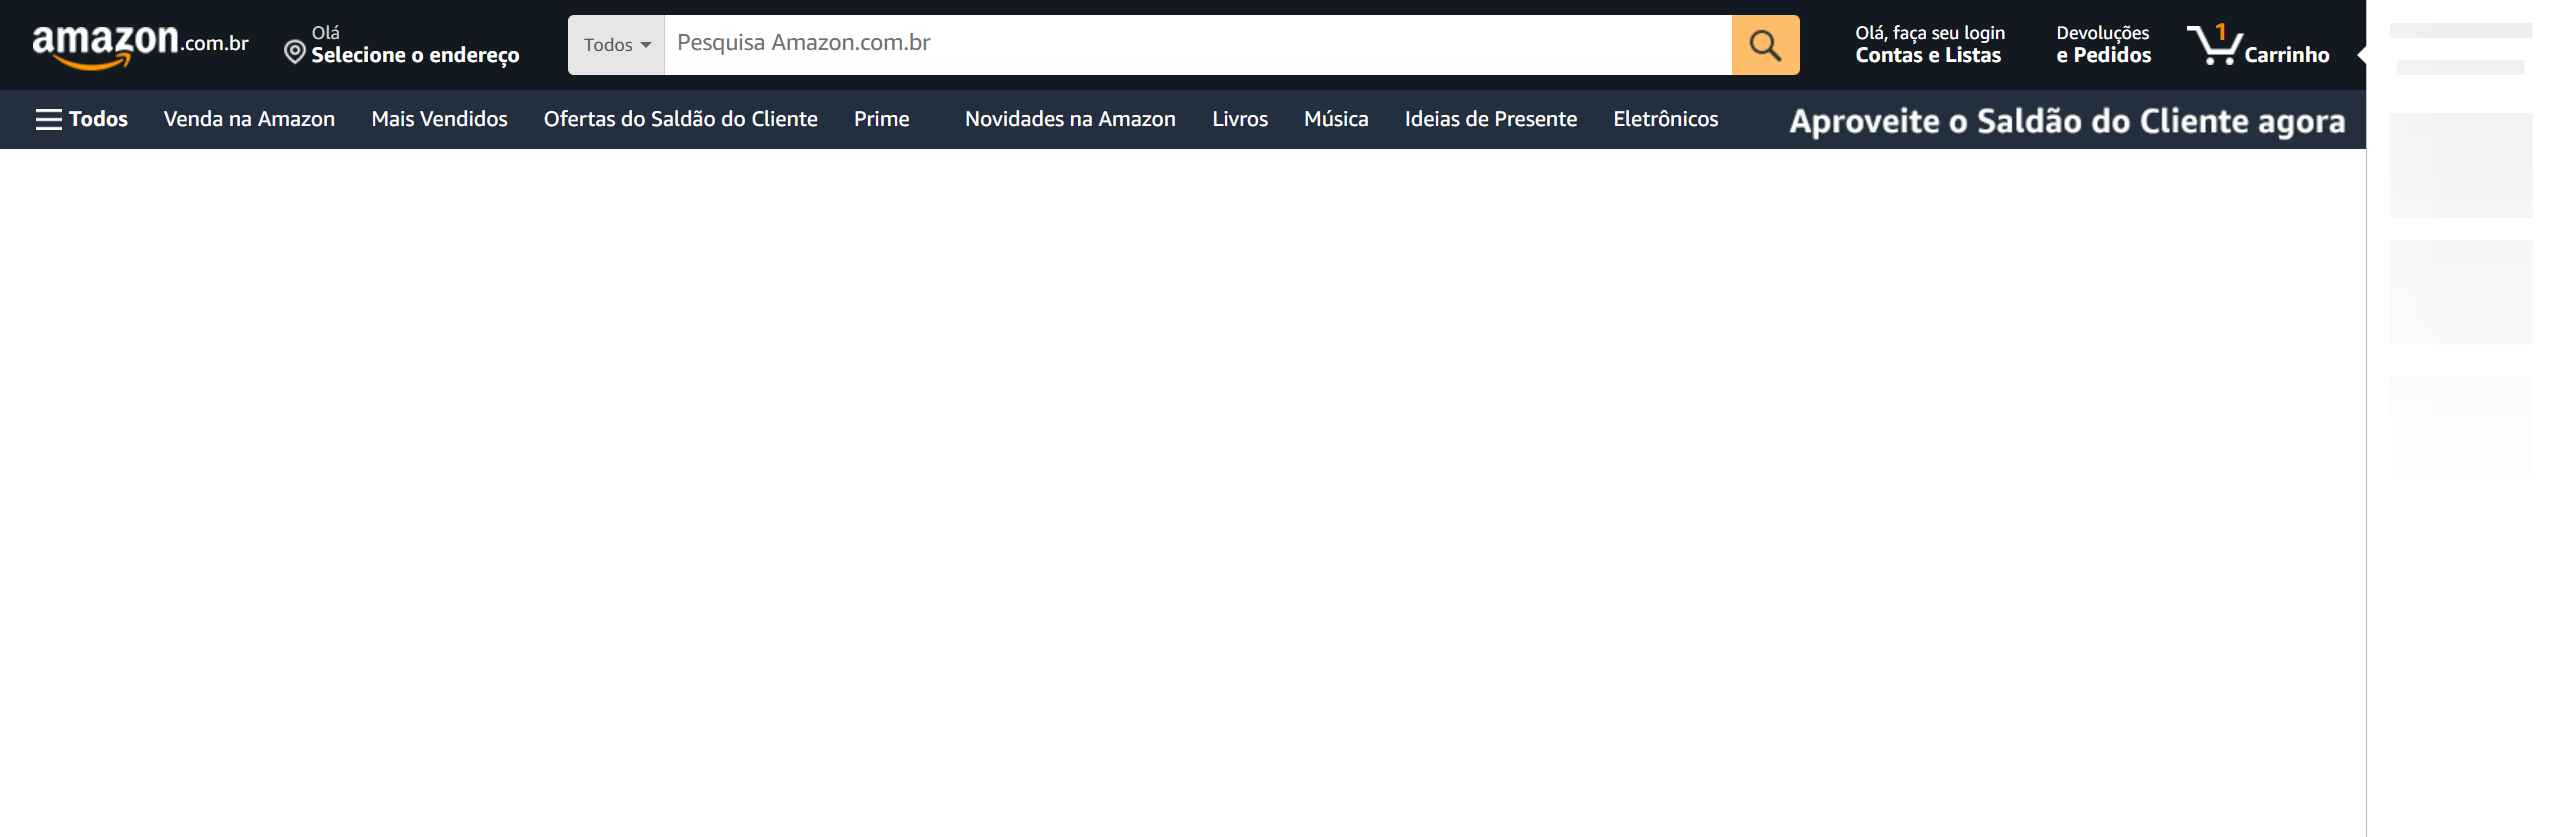 amazon.com.br
Olá
Selecione o endereço
Todos
Pesquisa Amazon.com.br
Olá, faça seu login
Contas e Listas
Devoluções
e Pedidos
1
Carrinho
Todos
Venda na Amazon
Mais Vendidos
Ofertas do Saldão do Cliente
Prime
Novidades na Amazon
Livros
Música
Ideias de Presente
Eletrônicos
Aproveite o Saldão do Cliente agora